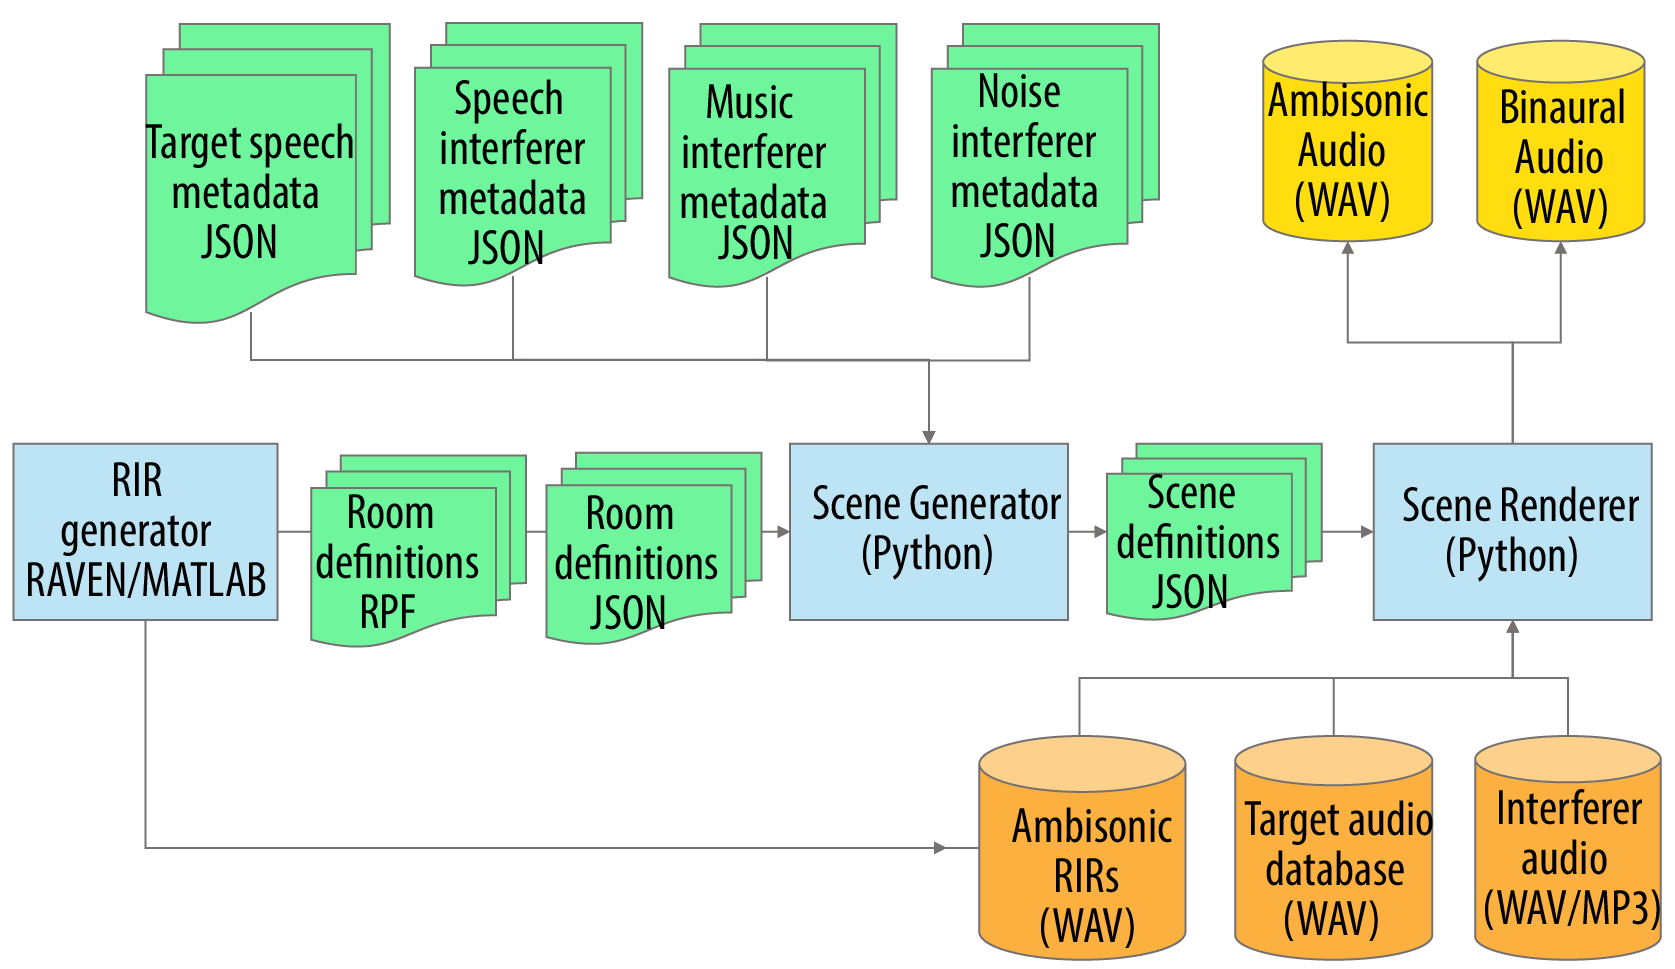 Target speech
metadata
JSON
Speech
interferer
metadata
JSON
Music
interferer
metadata
JSON
Noise
interferer
metadata
JSON
Ambisonic
Audio
(WAV)
Binaural
Audio
(WAV)
RIR
generator
RAVEN/MATLAB
Room
definitions
RPF
Room
definitions
JSON
Scene Generator
(Python)
Scene
definitions
JSON
Scene Renderer
(Python)
Ambisonic
RIRs
(WAV)
Target audio
database
(WAV)
Interferer
audio
(WAV/MP3)